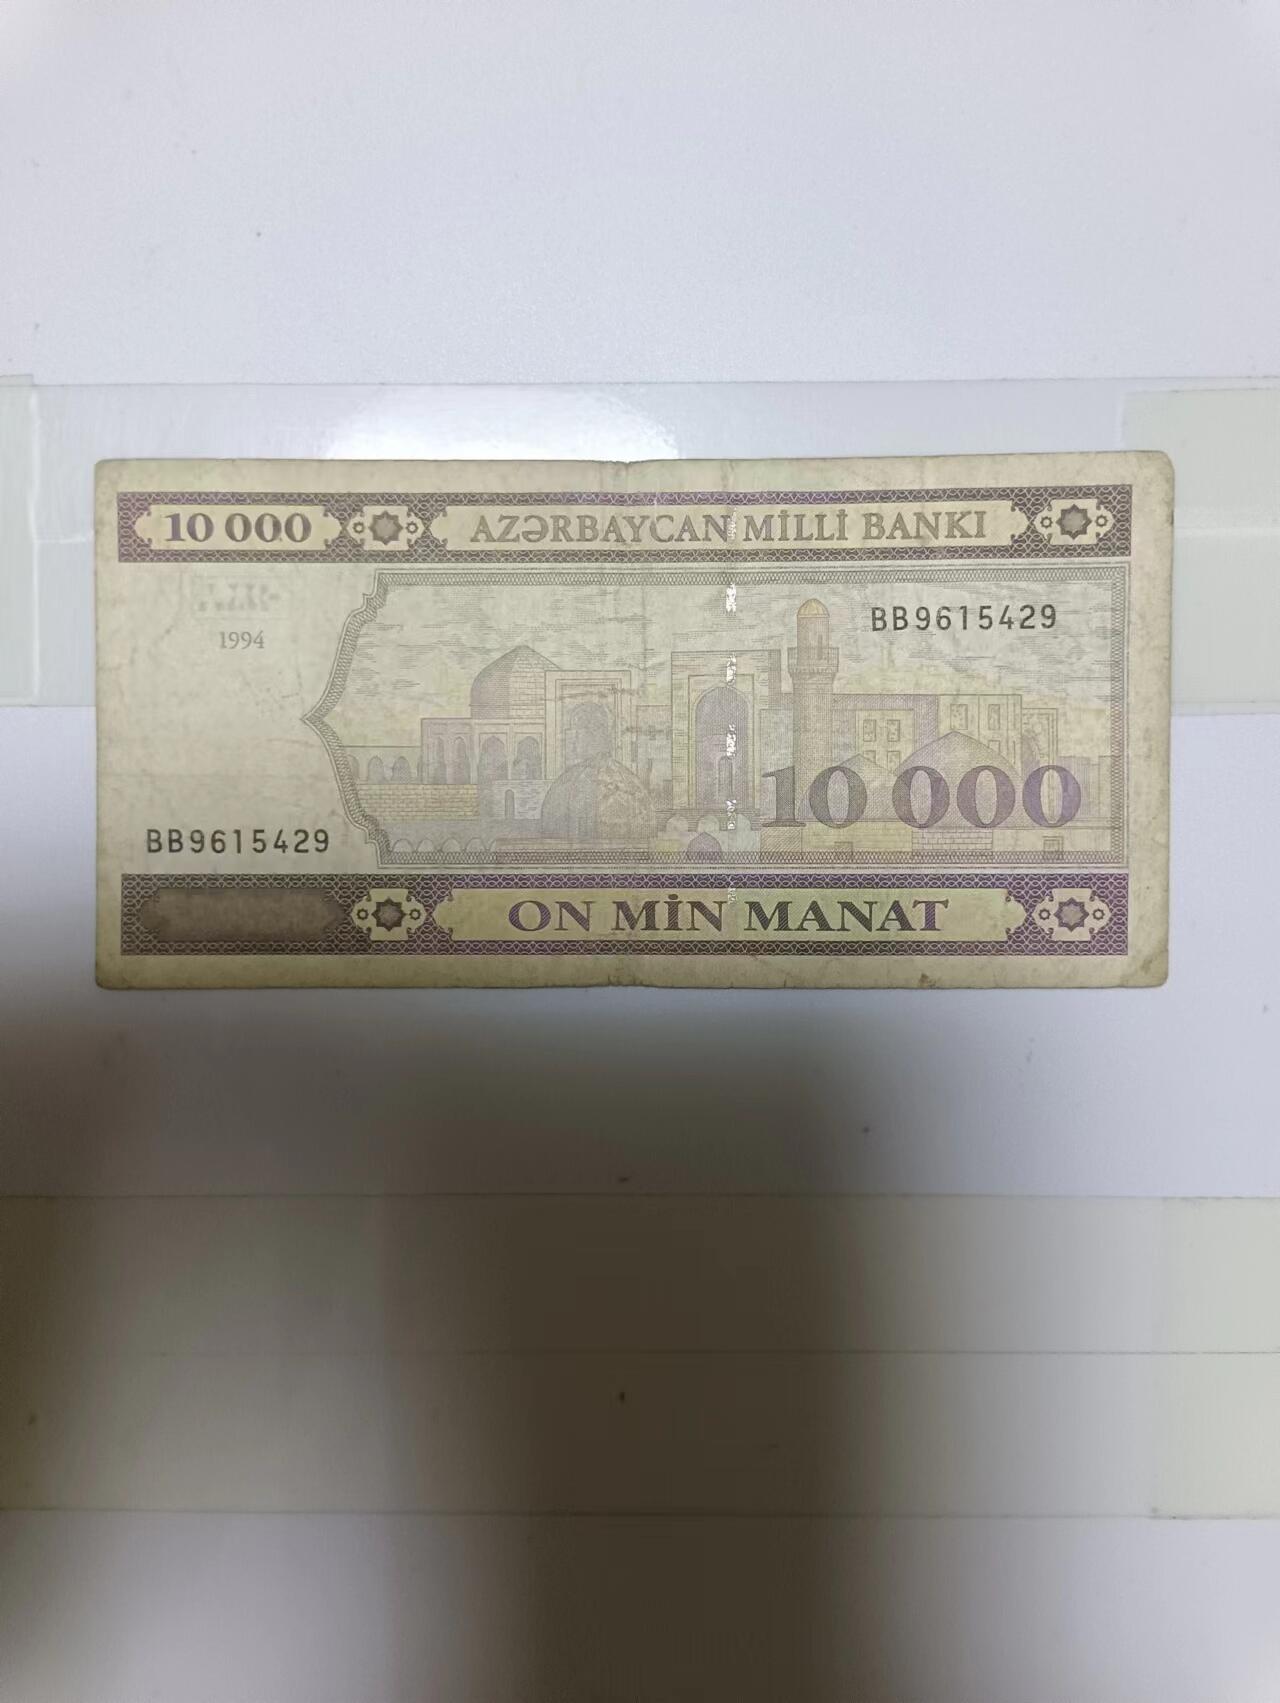 10 000
AZƏRBAYCAN MİLLİ BANKI
1994
BB9615429
10 000
BB9615429
ON MİN MANAT